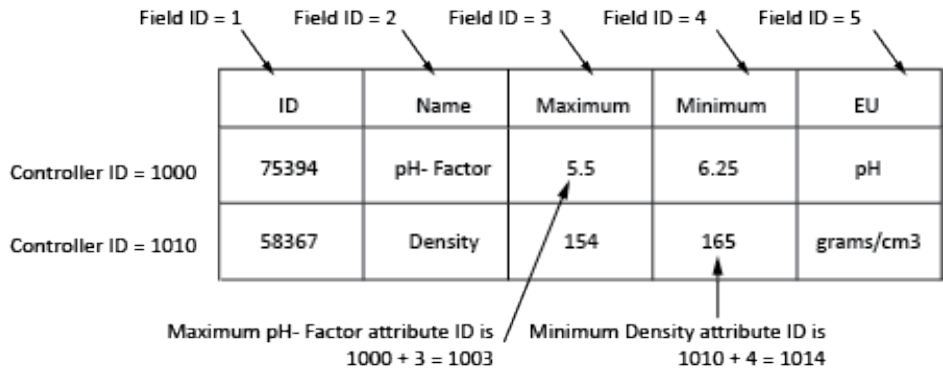 Field ID = 1 Field ID = 2 Field ID = 3 Field ID = 4 Field ID = 5
ID Name Maximum Minimum EU
Controller ID = 1000 75394 pH- Factor 5.5 6.25 pH
Controller ID = 1010 58367 Density 154 165 grams/cm3
Maximum pH- Factor attribute ID is
1000 + 3 = 1003
Minimum Density attribute ID is
1010 + 4 = 1014